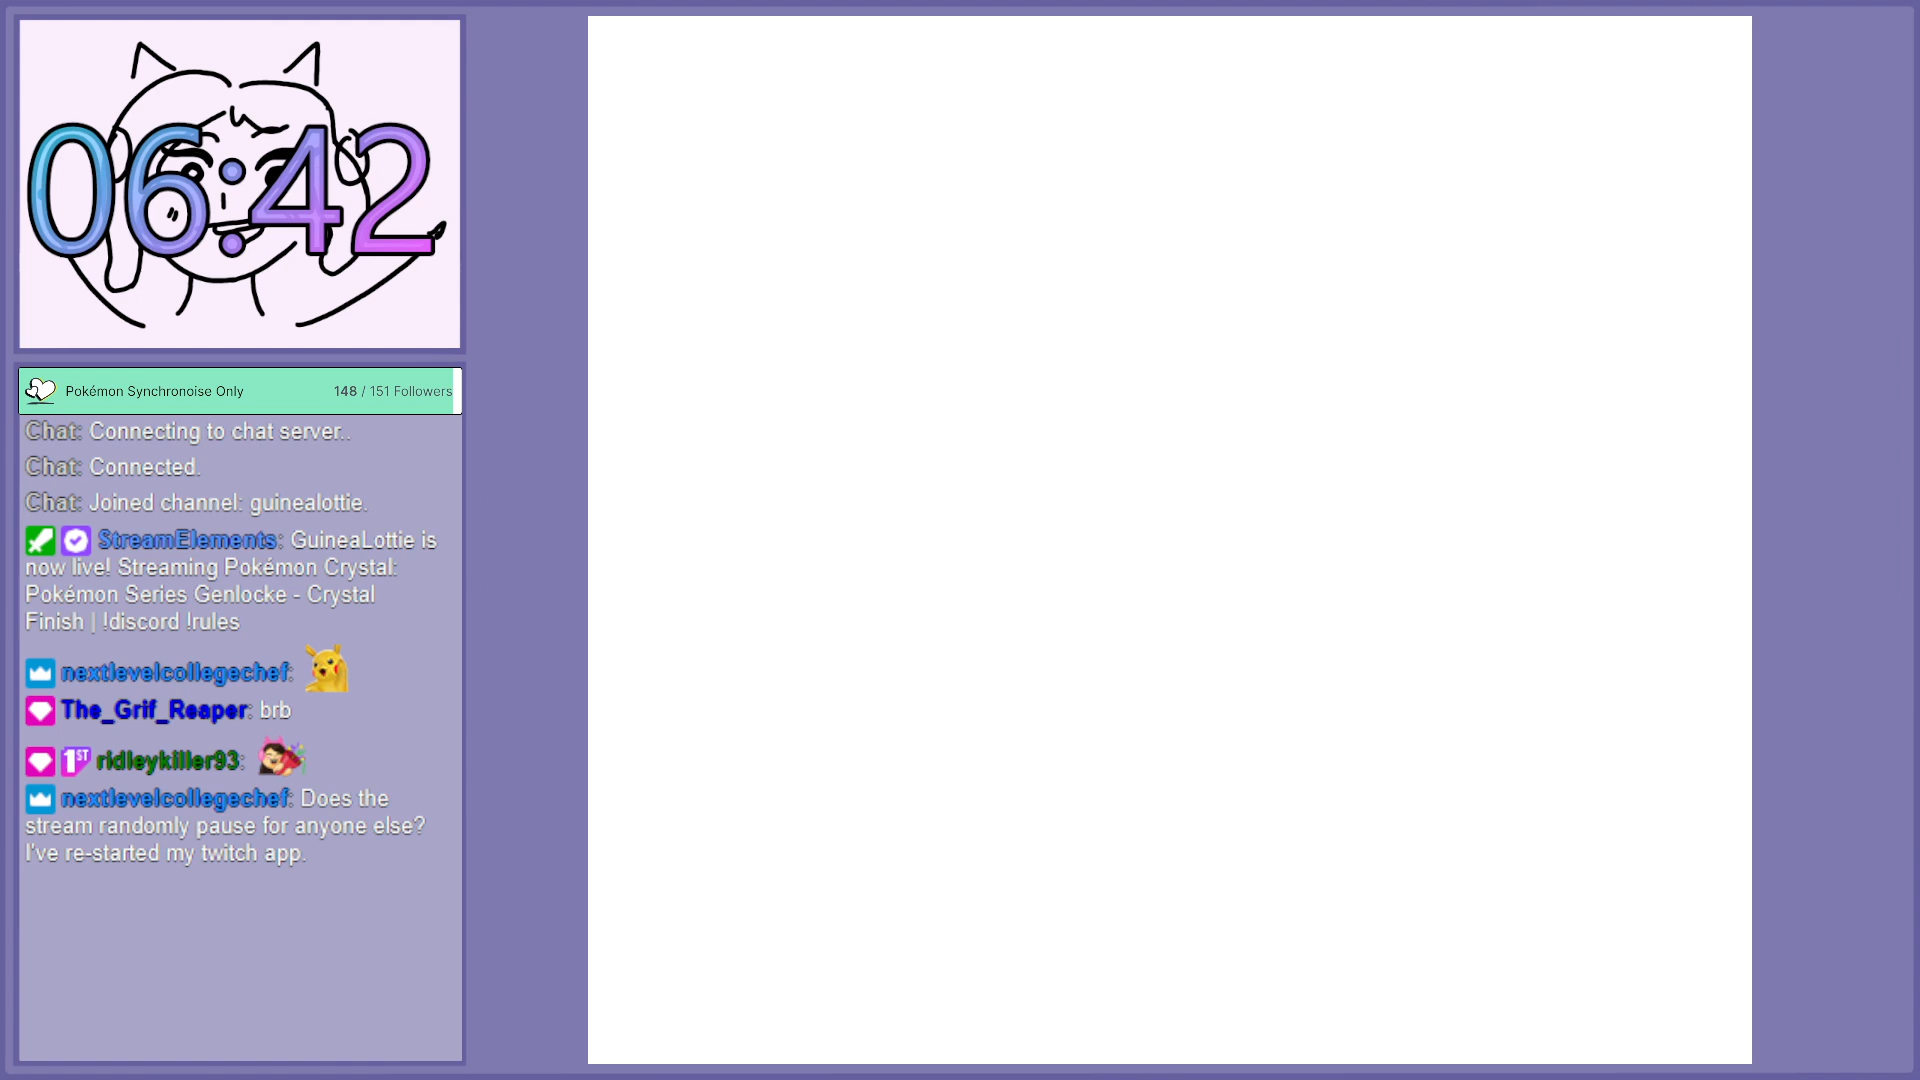 06:42
Pokémon Synchronoise Only 148 / 151 Followers
Chat: Connecting to chat server..
Chat: Connected.
Chat: Joined channel: guinealottie.
StreamElements: GuineaLottie is
now live! Streaming Pokémon Crystal:
Pokémon Series Genlocke - Crystal
Finish | !discord !rules
nextlevelcollegechef:
The_Grif_Reaper: brb
1ST ridleykiller93:
nextlevelcollegechef: Does the
stream randomly pause for anyone else?
I've re-started my twitch app.